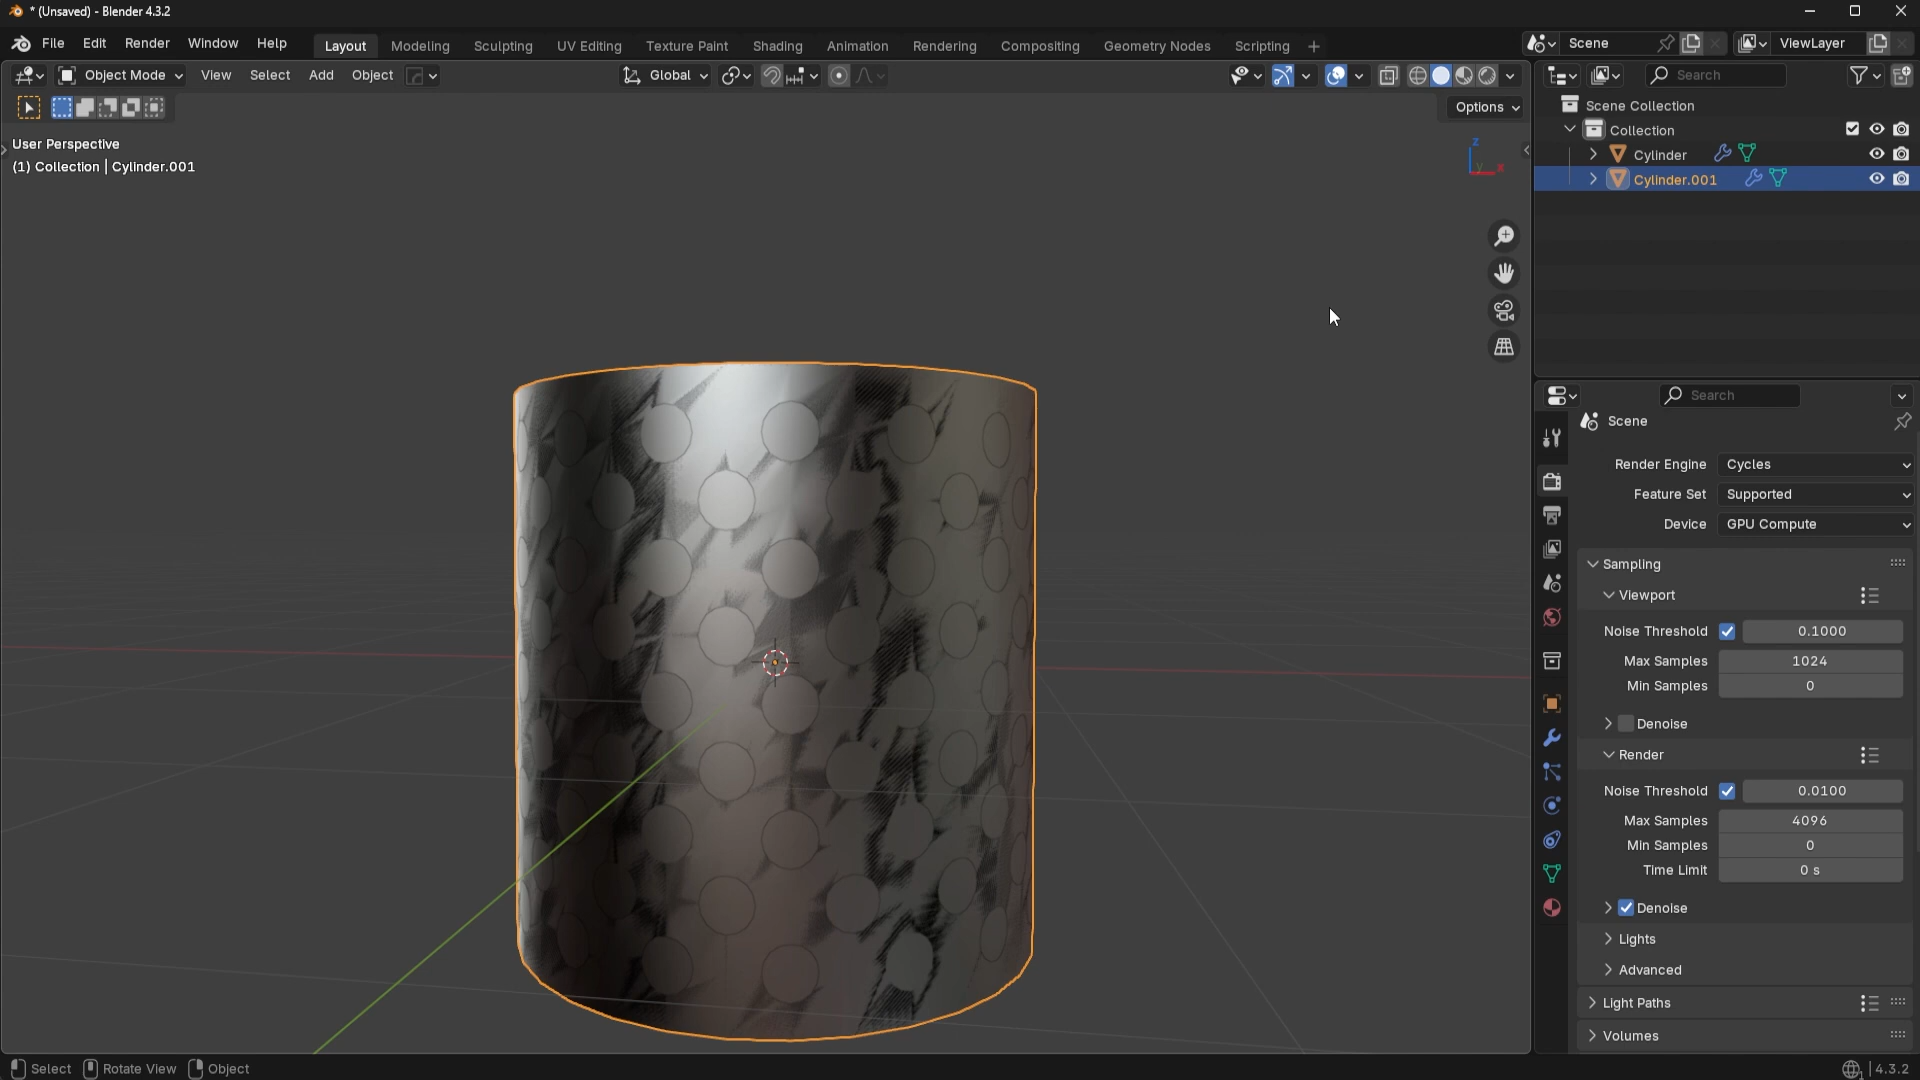 * (Unsaved) - Blender 4.3.2
File Edit Render Window Help Layout Modeling Sculpting UV Editing Texture Paint Shading Animation Rendering Compositing Geometry Nodes Scripting + Scene ViewLayer
Object Mode View Select Add Object Global Search
Options
User Perspective
(1) Collection | Cylinder.001
Z
Y
X
Scene Collection
Collection
Cylinder
Cylinder.001
Search
Scene
Render Engine Cycles
Feature Set Supported
Device GPU Compute
Sampling
Viewport
Noise Threshold 0.1000
Max Samples 1024
Min Samples 0
Denoise
Render
Noise Threshold 0.0100
Max Samples 4096
Min Samples 0
Time Limit 0 s
Denoise
Lights
Advanced
Light Paths
Volumes
Select Rotate View Object 4.3.2